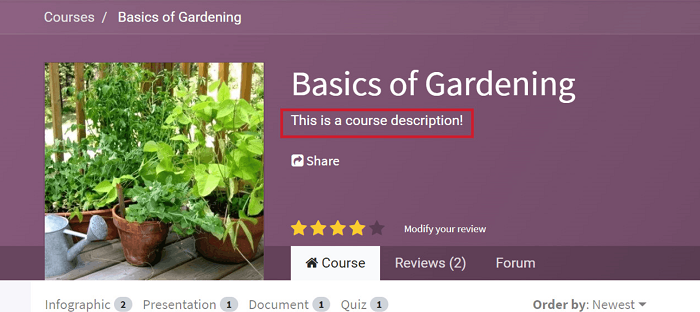 Courses / Basics of Gardening
Basics of Gardening
This is a course description!
Share
Modify your review
Course Reviews (2) Forum
Infographic 2 Presentation 1 Document 1 Quiz 1 Order by: Newest